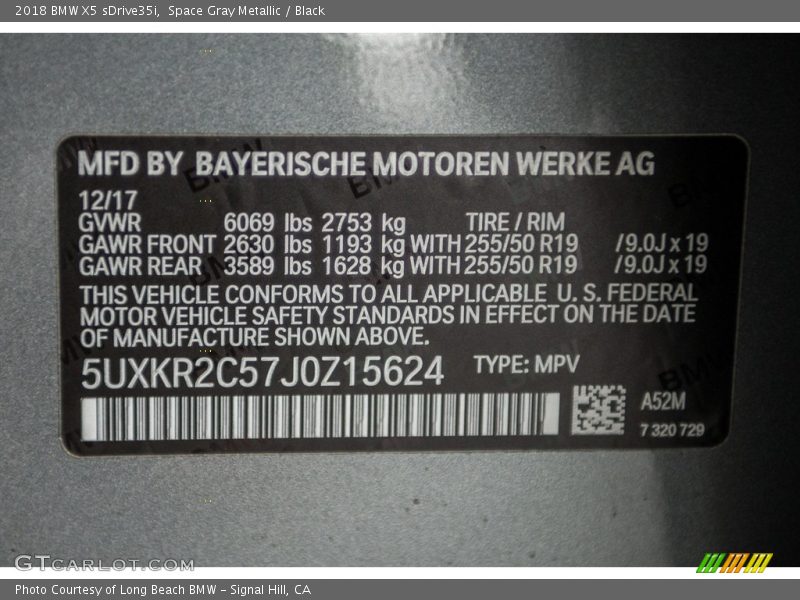 2018 BMW X5 sDrive35i, Space Gray Metallic / Black
MFD BY BAYERISCHE MOTOREN WERKE AG
12/17
GVWR 6069 lbs 2753 kg TIRE / RIM
GAWR FRONT 2630 lbs 1193 kg WITH 255/50 R19 /9.0J x 19
GAWR REAR 3589 lbs 1628 kg WITH 255/50 R19 /9.0J x 19
THIS VEHICLE CONFORMS TO ALL APPLICABLE U. S. FEDERAL
MOTOR VEHICLE SAFETY STANDARDS IN EFFECT ON THE DATE
OF MANUFACTURE SHOWN ABOVE.
5UXKR2C57J0Z15624 TYPE: MPV
A52M
7 320 729
GTCARLOT.COM
Photo Courtesy of Long Beach BMW - Signal Hill, CA